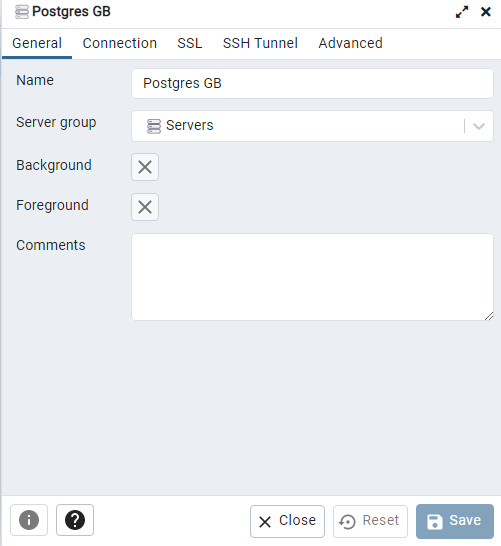 Postgres GB
General Connection SSL SSH Tunnel Advanced
Name Postgres GB
Server group Servers
Background
Foreground
Comments
Close Reset Save